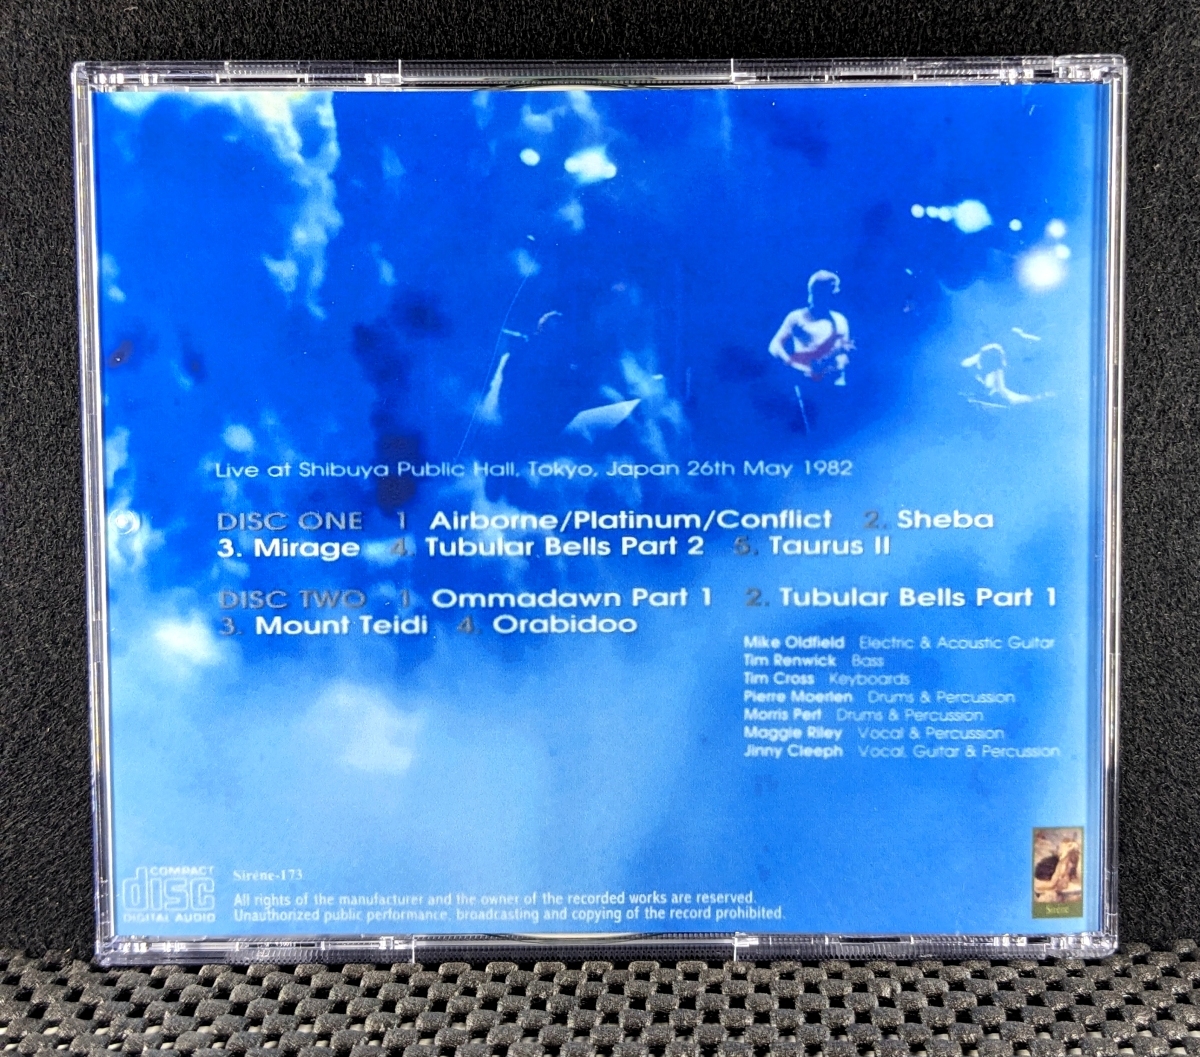 Live at Shibuya Public Hall, Tokyo, Japan 26th May 1982
DISC ONE 1 Airborne/Platinum/Conflict 2. Sheba
3. Mirage 4. Tubular Bells Part 2 5. Taurus II
DISC TWO 1 Ommadawn Part 1 2. Tubular Bells Part 1
3. Mount Teidi 4. Orabidoo
Mike Oldfield Electric & Acoustic Guitar
Tim Renwick Bass
Tim Cross Keyboards
Pierre Moerlen Drums & Percussion
Morris Pert Drums & Percussion
Maggie Riley Vocal & Percussion
Jinny Cleeph Vocal, Guitar & Percussion
COMPACT
disc
DIGITAL AUDIO
Siréne-173
All rights of the manufacturer and the owner of the recorded works are reserved.
Unauthorized public performance, broadcasting and copying of the record prohibited.
Siréne